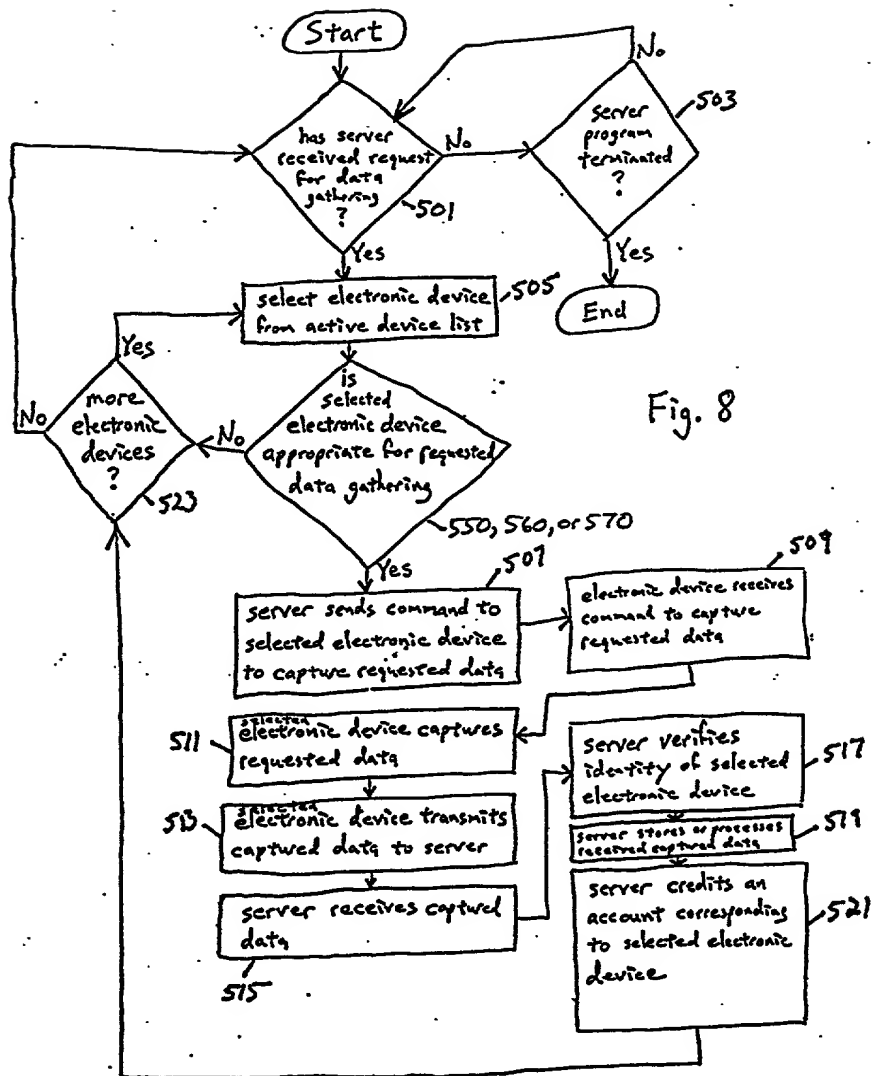 Start
No
503
server
program
terminated
?
has server
received request
for data
gathering
?
No
501
Yes
Yes
End
505
select electronic device
from active device list
Yes
No
more
electronic
devices
?
523
No
is
selected
electronic device
appropriate for requested
data gathering
Fig. 8
550, 560, or 570
Yes
507
server sends command to
selected electronic device
to capture requested data
509
electronic device receives
command to capture
requested data
511
selected
electronic device captures
requested data
513
selected
electronic device transmits
captured data to server
515
server receives captured
data
517
server verifies
identity of selected
electronic device
519
server stores or processes
received captured data
521
server credits an
account corresponding
to selected electronic
device